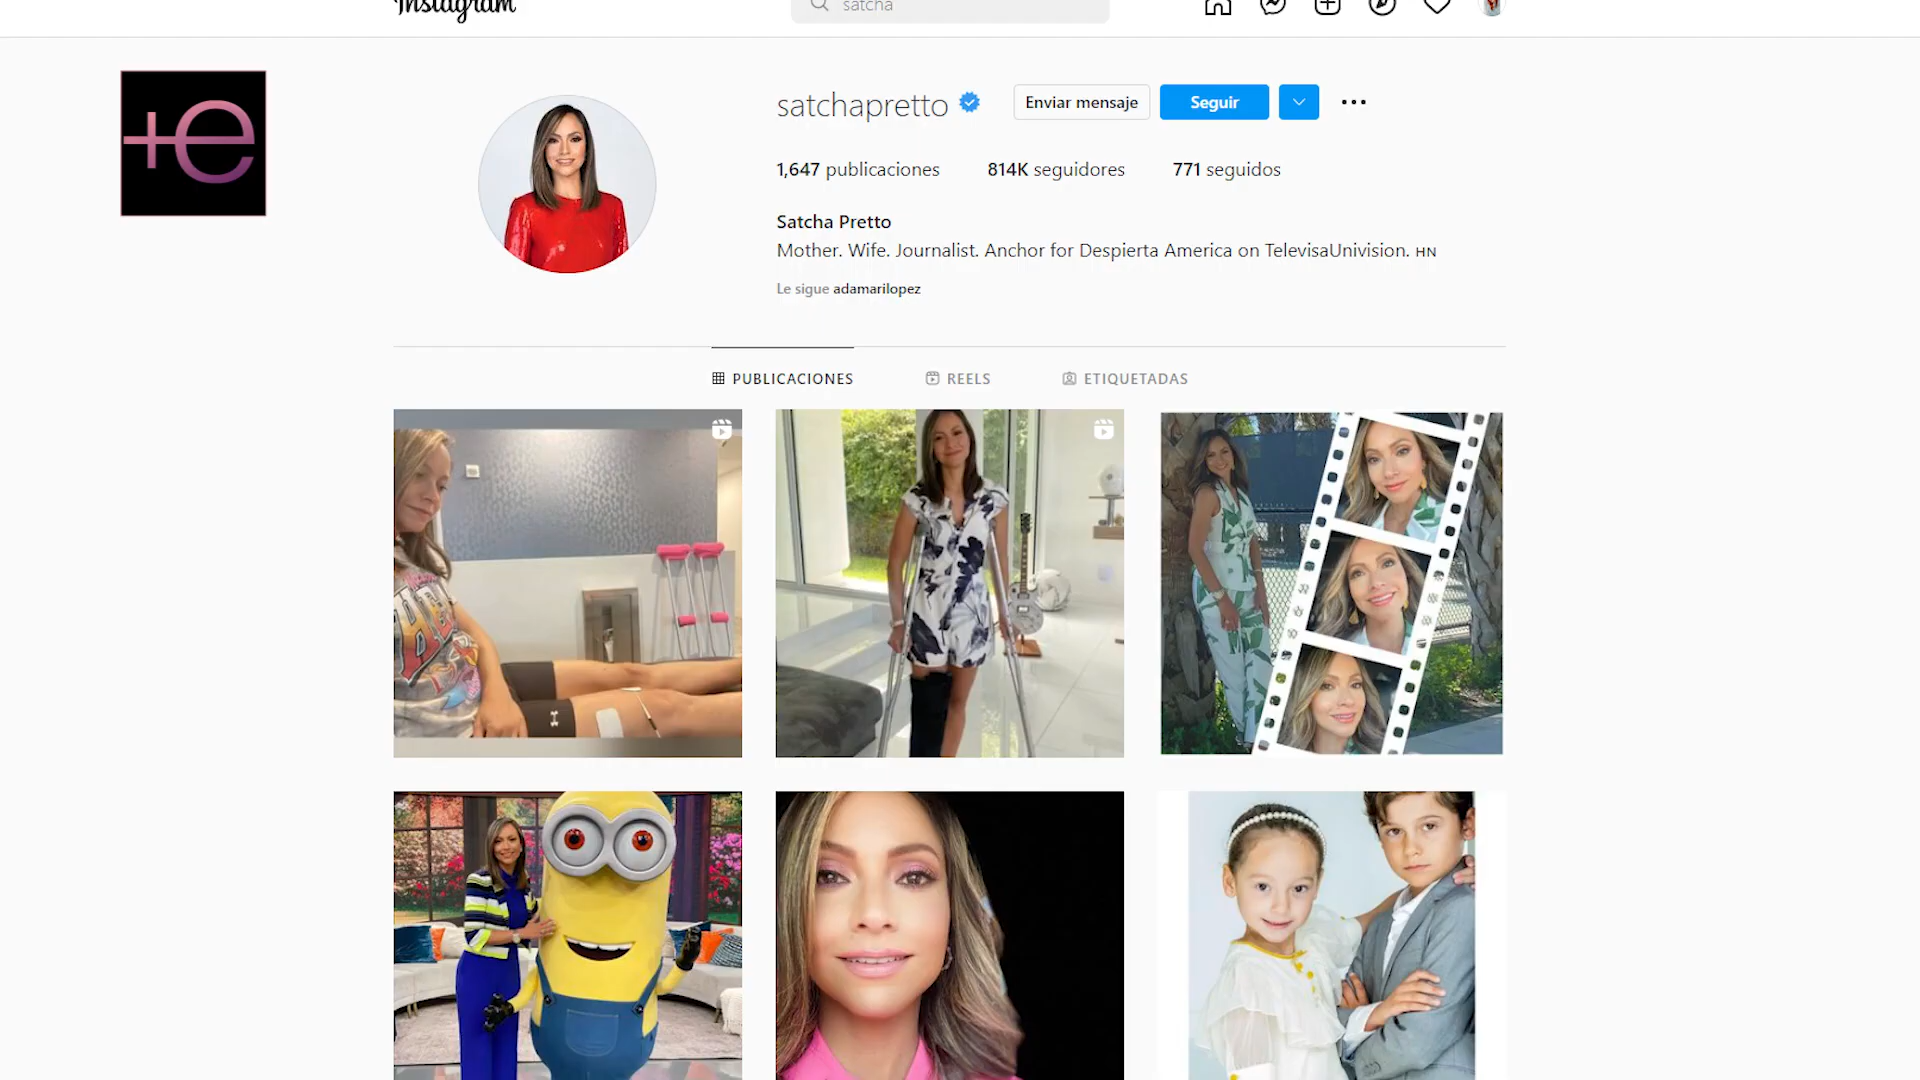 Instagram
satcha
+e
satchapretto
Enviar mensaje
Seguir
1,647 publicaciones
814K seguidores
771 seguidos
Satcha Pretto
Mother. Wife. Journalist. Anchor for Despierta America on TelevisaUnivision. HN
Le sigue adamarilopez
PUBLICACIONES
REELS
ETIQUETADAS